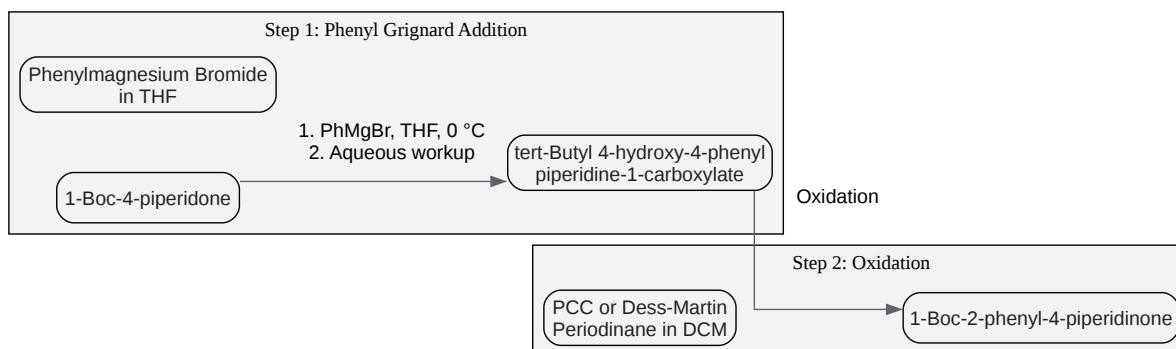 Step 1: Phenyl Grignard Addition
Phenylmagnesium Bromide
in THF
1. PhMgBr, THF, 0 °C
2. Aqueous workup
1-Boc-4-piperidone
tert-Butyl 4-hydroxy-4-phenyl
piperidine-1-carboxylate
Oxidation
Step 2: Oxidation
PCC or Dess-Martin
Periodinane in DCM
1-Boc-2-phenyl-4-piperidinone